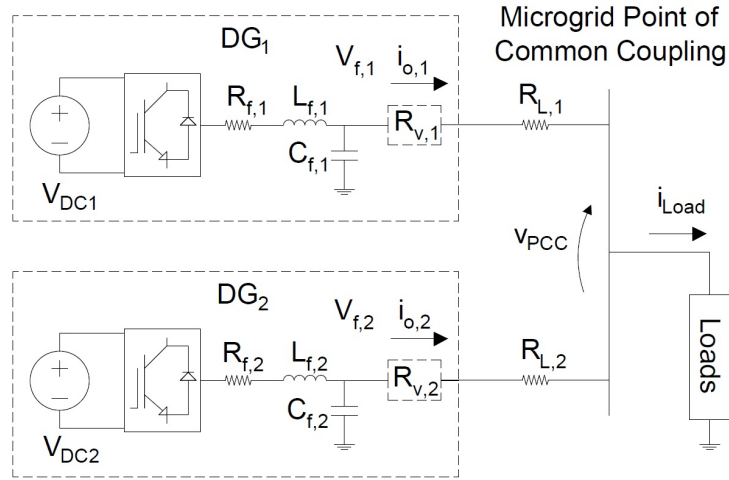 Microgrid Point of
Common Coupling
DG1
Vf,1
io,1
Rf,1
Lf,1
Rv,1
RL,1
Cf,1
+
−
VDC1
vPCC
iLoad
DG2
Vf,2
io,2
Rf,2
Lf,2
Rv,2
RL,2
Cf,2
+
−
VDC2
Loads